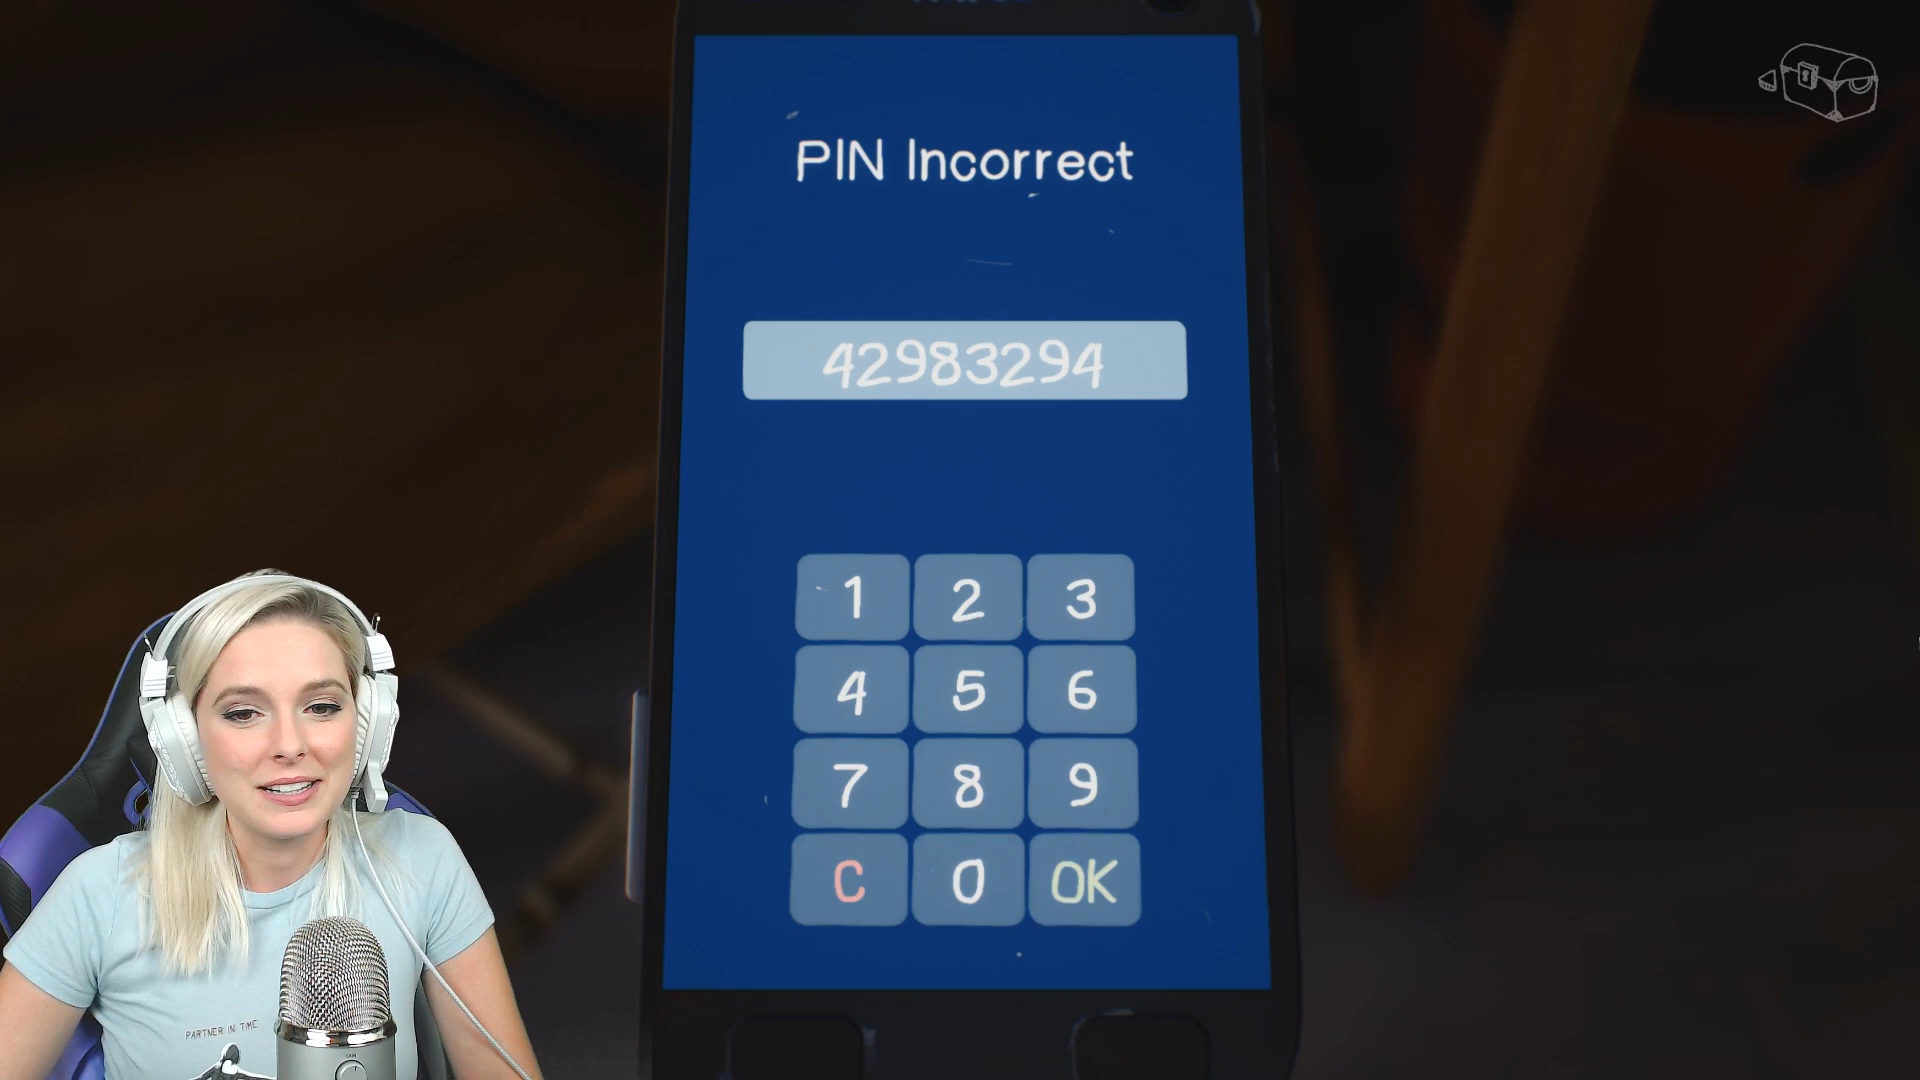 PIN Incorrect
42983294
1 2 3
4 5 6
7 8 9
C 0 OK
PARTNER IN TIME